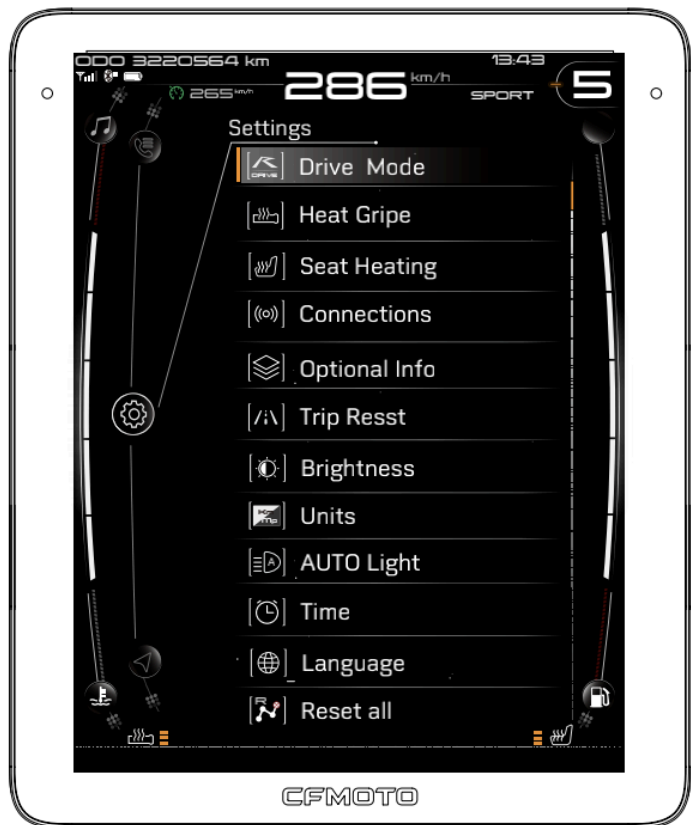 ODO 3220564 km
13:43
265 km/h
286 km/h
SPORT
5
Settings
DRIVE Drive Mode
Heat Gripe
Seat Heating
Connections
Optional Info
Trip Resst
Brightness
Units
A AUTO Light
Time
Language
R Reset all
CFMOTO